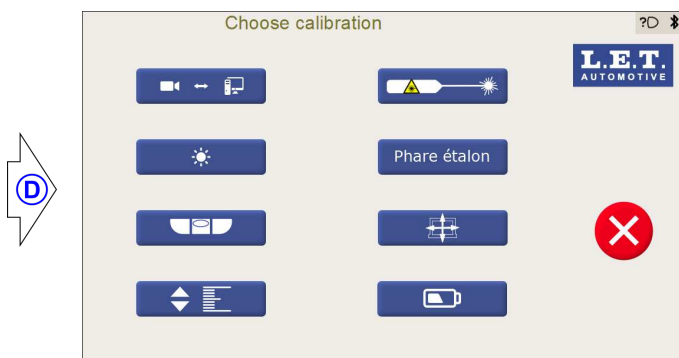 Choose calibration
?
L.E.T.
AUTOMOTIVE
Phare étalon
D